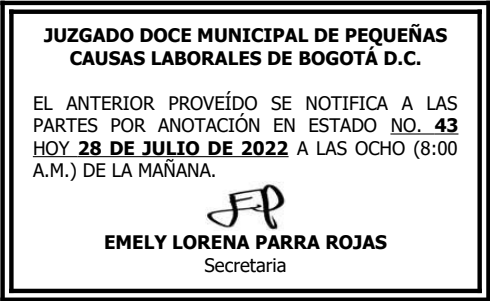 JUZGADO DOCE MUNICIPAL DE PEQUEÑAS
CAUSAS LABORALES DE BOGOTÁ D.C.
EL ANTERIOR PROVEÍDO SE NOTIFICA A LAS
PARTES POR ANOTACIÓN EN ESTADO NO. 43
HOY 28 DE JULIO DE 2022 A LAS OCHO (8:00
A.M.) DE LA MAÑANA.
EMELY LORENA PARRA ROJAS
Secretaria